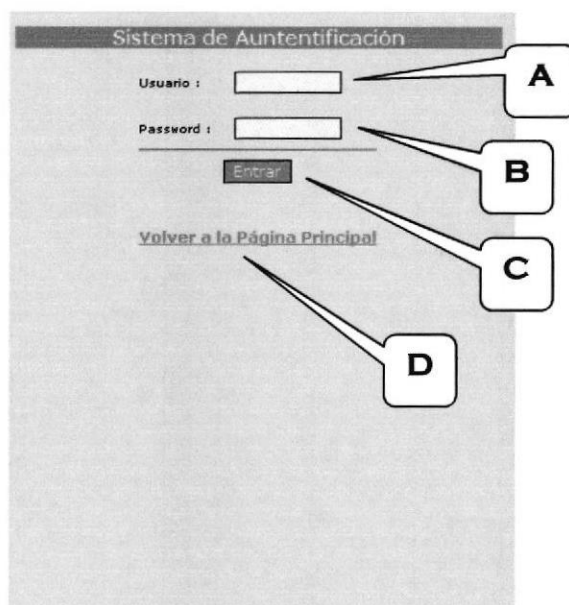 Sistema de Auntentificación
Usuario :
A
Password :
B
Entrar
C
Volver a la Página Principal
D